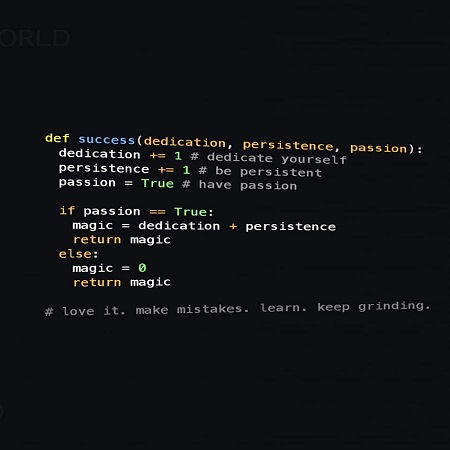 ORLD
def success(dedication, persistence, passion):
dedication += 1 # dedicate yourself
persistence += 1 # be persistent
passion = True # have passion
if passion == True:
magic = dedication + persistence
return magic
else:
magic = 0
return magic
# love it. make mistakes. learn. keep grinding.